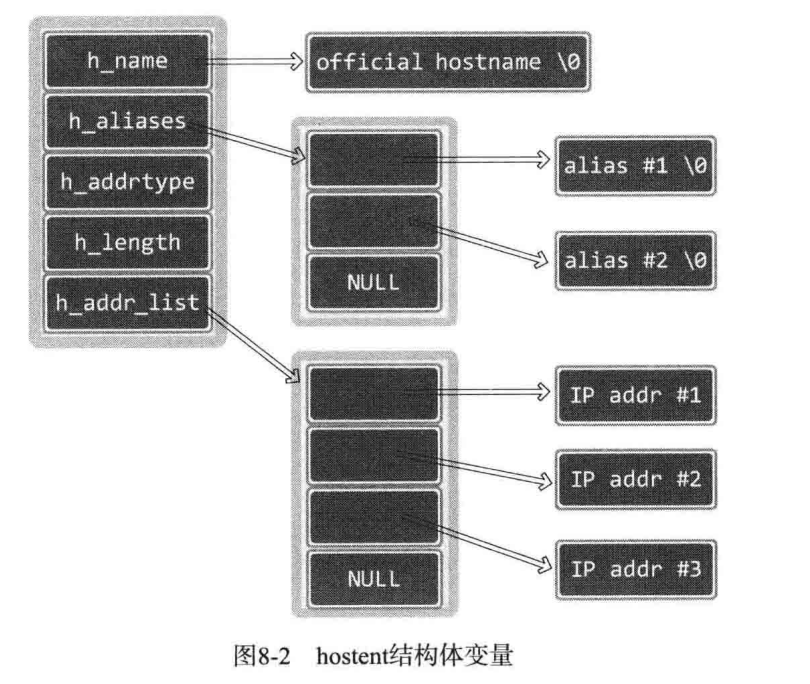 h_name
official hostname \0
h_aliases
h_addrtype
h_length
h_addr_list
alias #1 \0
alias #2 \0
NULL
IP addr #1
IP addr #2
IP addr #3
NULL
图8-2 hostent结构体变量